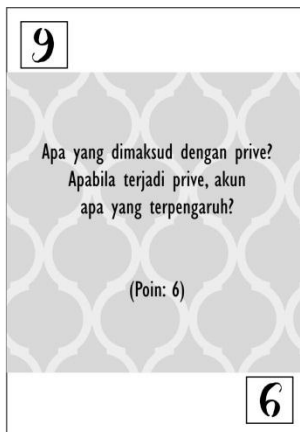 9
Apa yang dimaksud dengan prive?
Apabila terjadi prive, akun
apa yang terpengaruh?
(Poin: 6)
6